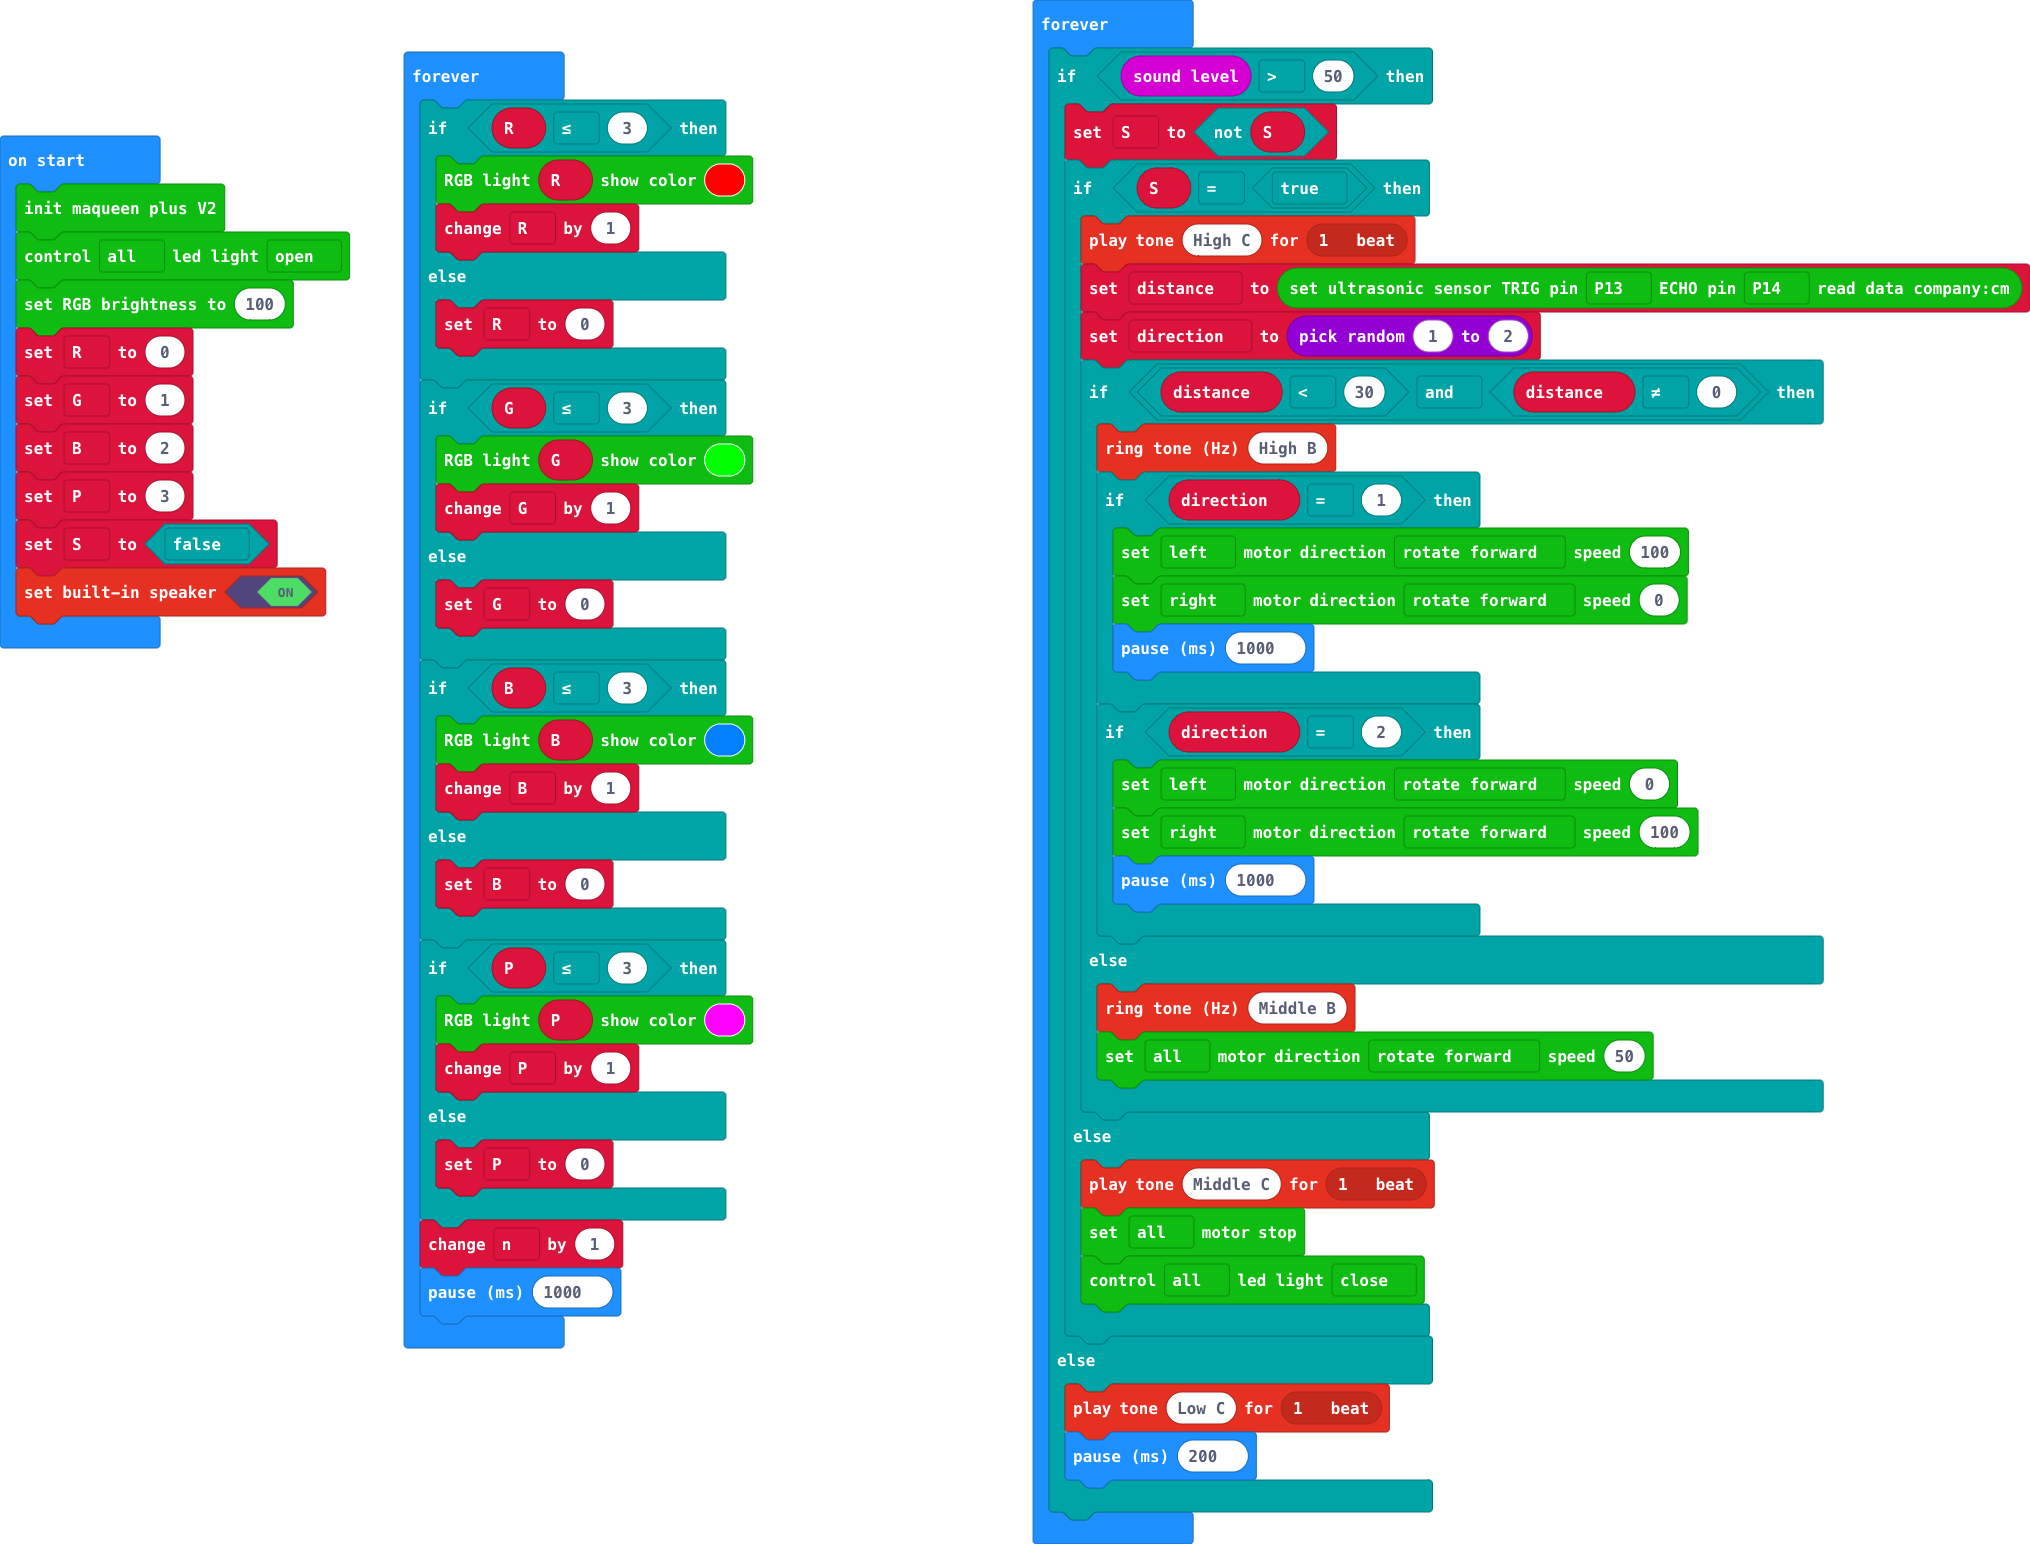 on start
init maqueen plus V2
control all led light open
set RGB brightness to 100
set R to 0
set G to 1
set B to 2
set P to 3
set S to false
set built-in speaker ON
forever
if R ≤ 3 then
RGB light R show color
change R by 1
else
set R to 0
if G ≤ 3 then
RGB light G show color
change G by 1
else
set G to 0
if B ≤ 3 then
RGB light B show color
change B by 1
else
set B to 0
if P ≤ 3 then
RGB light P show color
change P by 1
else
set P to 0
change n by 1
pause (ms) 1000
forever
if sound level > 50 then
set S to not S
if S = true then
play tone High C for 1 beat
set distance to set ultrasonic sensor TRIG pin P13 ECHO pin P14 read data company:cm
set direction to pick random 1 to 2
if distance < 30 and distance ≠ 0 then
ring tone (Hz) High B
if direction = 1 then
set left motor direction rotate forward speed 100
set right motor direction rotate forward speed 0
pause (ms) 1000
if direction = 2 then
set left motor direction rotate forward speed 0
set right motor direction rotate forward speed 100
pause (ms) 1000
else
ring tone (Hz) Middle B
set all motor direction rotate forward speed 50
else
play tone Middle C for 1 beat
set all motor stop
control all led light close
else
play tone Low C for 1 beat
pause (ms) 200